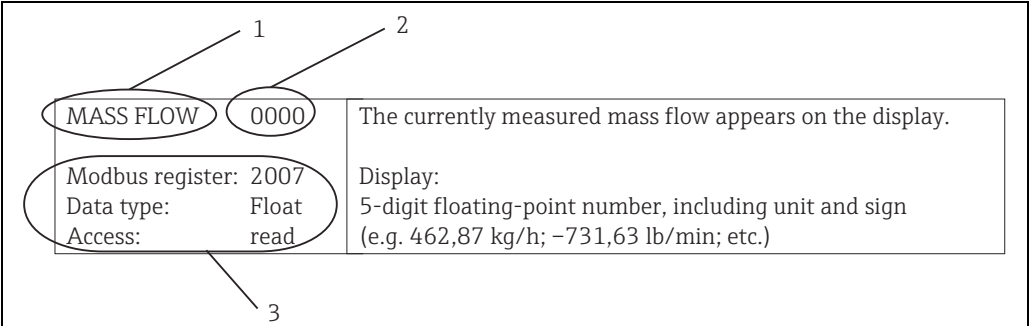 1
2
MASS FLOW 0000
The currently measured mass flow appears on the display.
Modbus register: 2007
Data type: Float
Access: read
Display:
5-digit floating-point number, including unit and sign
(e.g. 462,87 kg/h; –731,63 lb/min; etc.)
3